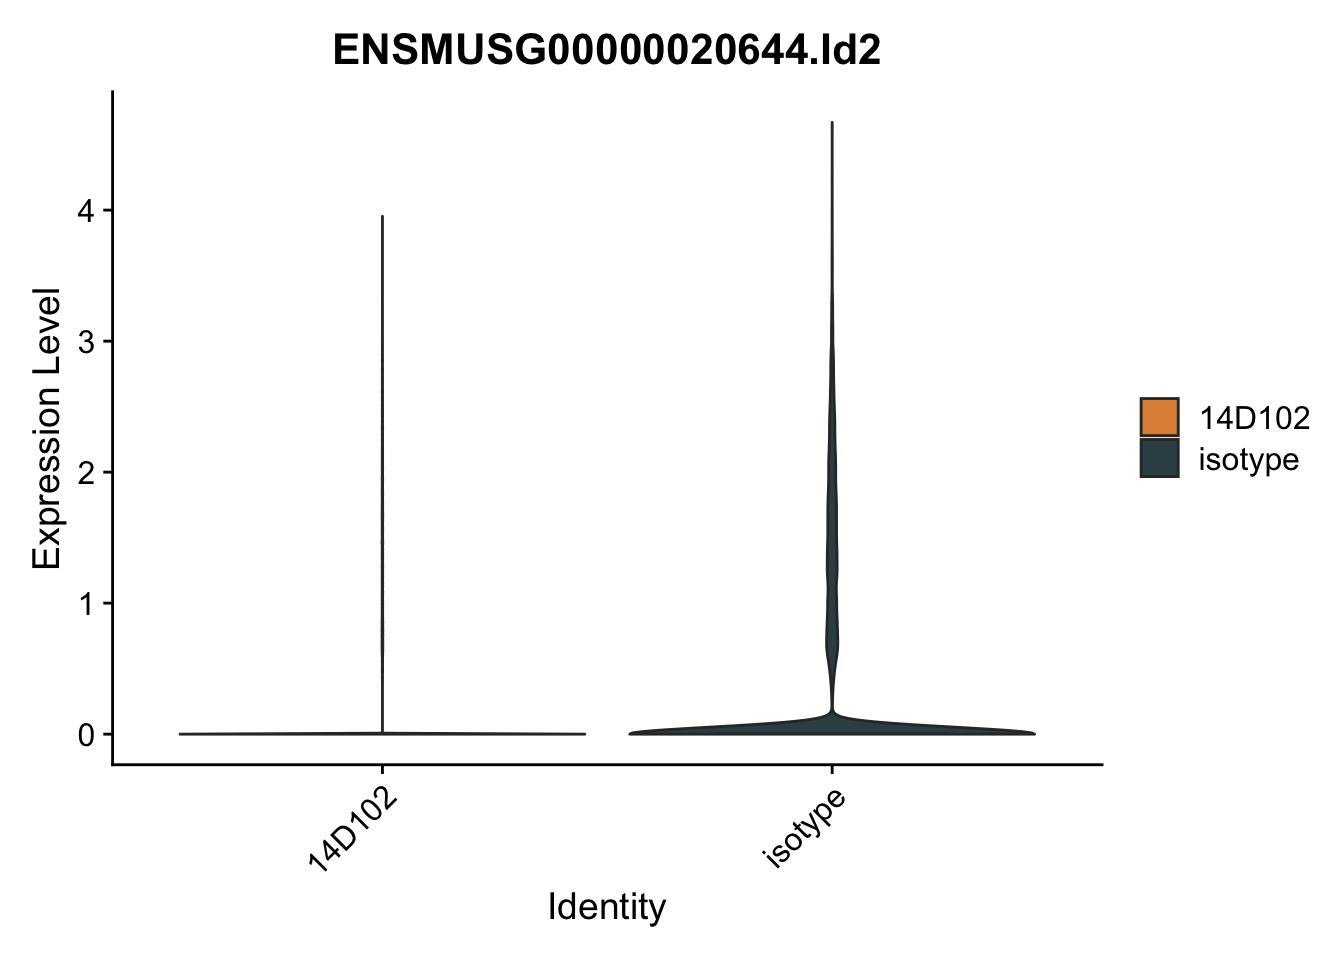 ENSMUSG00000020644.Id2
Expression Level
4
3
2
1
0
14D102
isotype
Identity
14D102
isotype